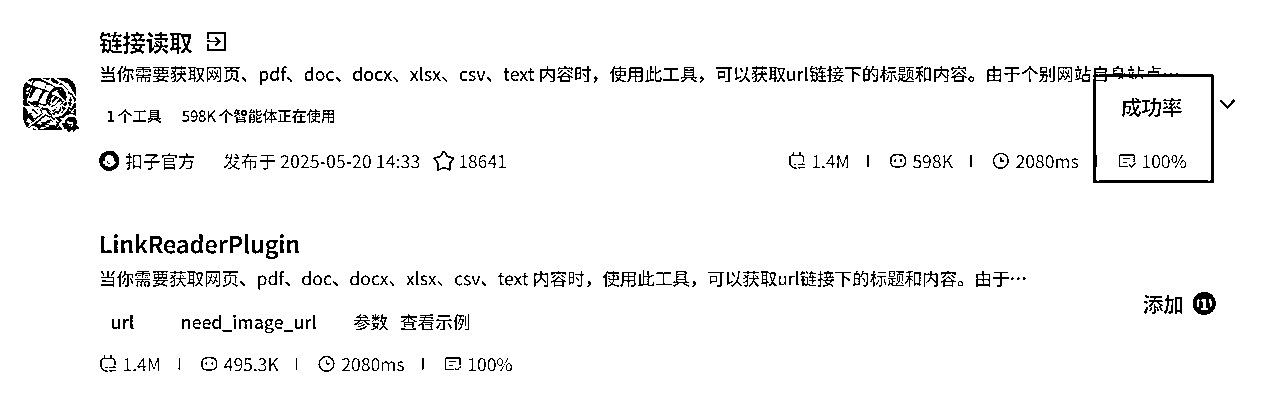 链接读取
当你需要获取网页、pdf、doc、docx、xlsx、csv、text 内容时，使用此工具，可以获取url链接下的标题和内容。由于个别网站自身站点…
1 个工具 598K 个智能体正在使用
成功率
扣子官方 发布于 2025-05-20 14:33 18641 1.4M 598K 2080ms 100%
LinkReaderPlugin
当你需要获取网页、pdf、doc、docx、xlsx、csv、text 内容时，使用此工具，可以获取url链接下的标题和内容。由于…
添加
url need_image_url 参数 查看示例
1.4M 495.3K 2080ms 100%